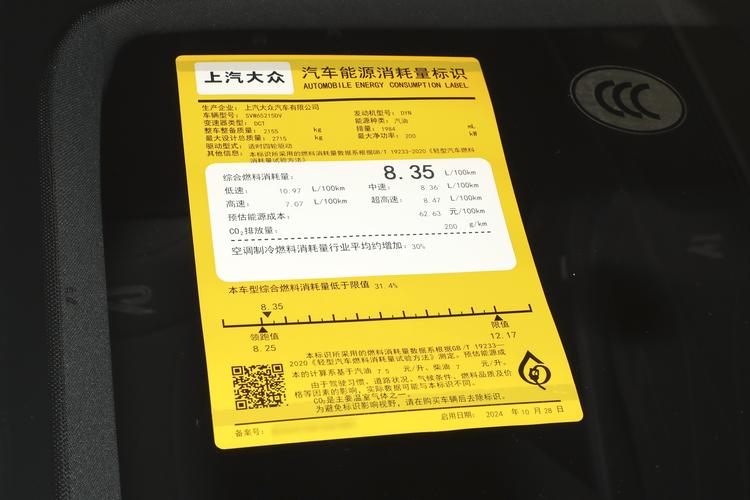 上汽大众
汽车能源消耗量标识
AUTOMOBILE ENERGY CONSUMPTION LABEL
生产企业：上汽大众汽车有限公司
车辆型号：SVW6521SDV 发动机型号：DYN
变速器类型：DCT 能源种类：汽油
整车整备质量：2155 kg 排量：1984 mL
最大设计总质量：2715 kg 最大净功率：200 kW
驱动型式：适时四轮驱动
其他信息：本标识所采用的燃料消耗量数据系根据GB/T 19233-2020《轻型汽车燃料
消耗量试验方法》
综合燃料消耗量： 8.35 L/100km
低速： 10.97 L/100km 中速： 8.36 L/100km
高速： 7.07 L/100km 超高速： 8.47 L/100km
预估能源成本： 62.63 元/100km
CO₂排放量： 200 g/km
空调制冷燃料消耗量行业平均约增加：30%
本车型综合燃料消耗量低于限值 31.4%
8.35
领跑值 限值
8.25 12.17
本标识所采用的燃料消耗量数据系根据GB/T 19233—
2020《轻型汽车燃料消耗量试验方法》测定。预估能源成
本的计算系基于汽油 7.5 元/升、柴油 7 元/升。
由于驾驶习惯、道路状况、气候条件、燃料品质及价
格等因素的影响，实际数据可能与本标识不同。
CO₂是主要温室气体之一。
为避免标识影响视野，请在购买车辆后去除标识。
备案号： 启用日期： 2024 年 10 月 28 日
CCC